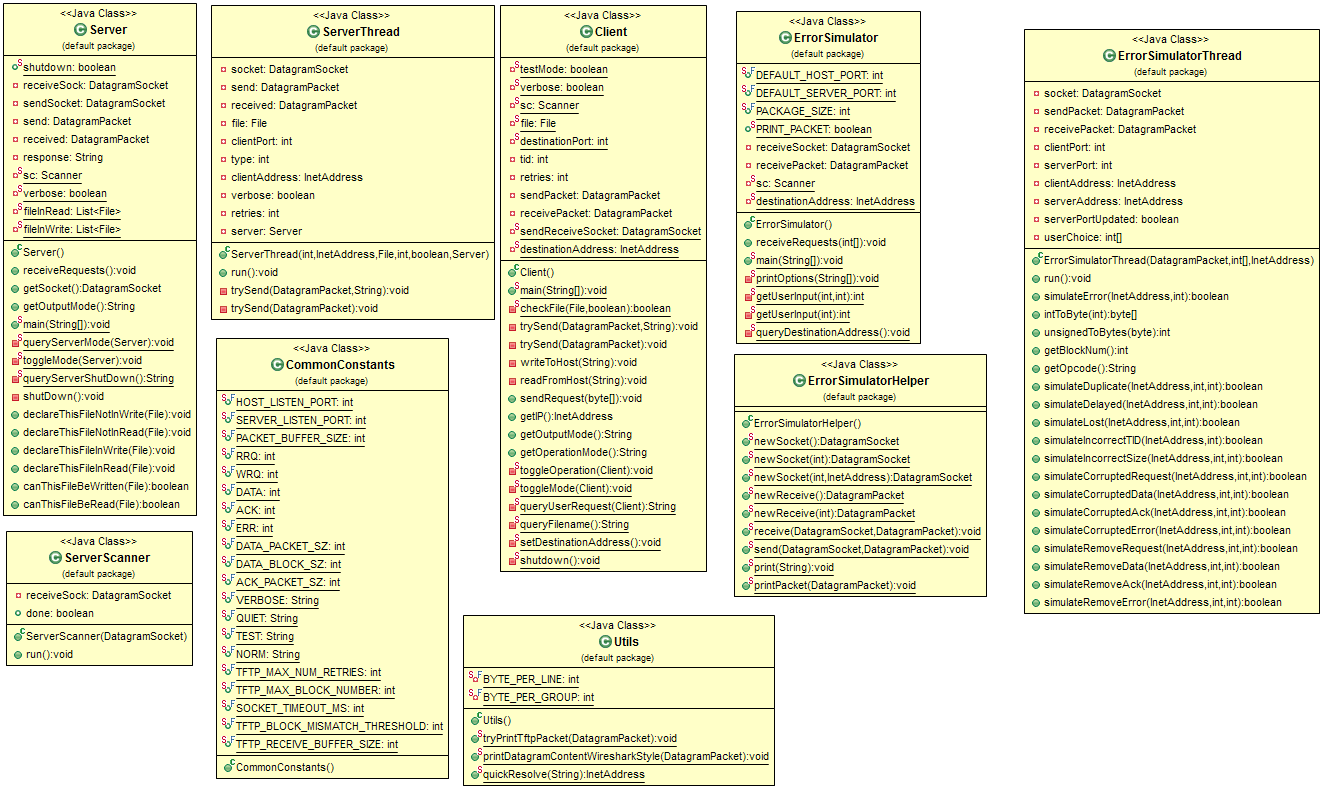 <<Java Class>>
Server
(default package)
shutdown: boolean
receiveSock: DatagramSocket
sendSocket: DatagramSocket
send: DatagramPacket
received: DatagramPacket
response: String
sc: Scanner
verbose: boolean
fileInRead: List<File>
fileInWrite: List<File>
Server()
receiveRequests():void
getSocket():DatagramSocket
getOutputMode():String
main(String[]):void
queryServerMode(Server):void
toggleMode(Server):void
queryServerShutDown():String
shutDown():void
declareThisFileNotInWrite(File):void
declareThisFileNotInRead(File):void
declareThisFileInWrite(File):void
declareThisFileInRead(File):void
canThisFileBeWritten(File):boolean
canThisFileBeRead(File):boolean
<<Java Class>>
ServerScanner
(default package)
receiveSock: DatagramSocket
done: boolean
ServerScanner(DatagramSocket)
run():void
<<Java Class>>
ServerThread
(default package)
socket: DatagramSocket
send: DatagramPacket
received: DatagramPacket
file: File
clientPort: int
type: int
clientAddress: InetAddress
verbose: boolean
retries: int
server: Server
ServerThread(int,InetAddress,File,int,boolean,Server)
run():void
trySend(DatagramPacket,String):void
trySend(DatagramPacket):void
<<Java Class>>
CommonConstants
(default package)
HOST_LISTEN_PORT: int
SERVER_LISTEN_PORT: int
PACKET_BUFFER_SIZE: int
RRQ: int
WRQ: int
DATA: int
ACK: int
ERR: int
DATA_PACKET_SZ: int
DATA_BLOCK_SZ: int
ACK_PACKET_SZ: int
VERBOSE: String
QUIET: String
TEST: String
NORM: String
TFTP_MAX_NUM_RETRIES: int
TFTP_MAX_BLOCK_NUMBER: int
SOCKET_TIMEOUT_MS: int
TFTP_BLOCK_MISMATCH_THRESHOLD: int
TFTP_RECEIVE_BUFFER_SIZE: int
CommonConstants()
<<Java Class>>
Client
(default package)
testMode: boolean
verbose: boolean
sc: Scanner
file: File
destinationPort: int
tid: int
retries: int
sendPacket: DatagramPacket
receivePacket: DatagramPacket
sendReceiveSocket: DatagramSocket
destinationAddress: InetAddress
Client()
main(String[]):void
checkFile(File,boolean):boolean
trySend(DatagramPacket,String):void
trySend(DatagramPacket):void
writeToHost(String):void
readFromHost(String):void
sendRequest(byte[]):void
getIP():InetAddress
getOutputMode():String
getOperationMode():String
toggleOperation(Client):void
toggleMode(Client):void
queryUserRequest(Client):String
queryFilename():String
setDestinationAddress():void
shutdown():void
<<Java Class>>
Utils
(default package)
BYTE_PER_LINE: int
BYTE_PER_GROUP: int
Utils()
tryPrintTftpPacket(DatagramPacket):void
printDatagramContentWiresharkStyle(DatagramPacket):void
quickResolve(String):InetAddress
<<Java Class>>
ErrorSimulator
(default package)
DEFAULT_HOST_PORT: int
DEFAULT_SERVER_PORT: int
PACKAGE_SIZE: int
PRINT_PACKET: boolean
receiveSocket: DatagramSocket
receivePacket: DatagramPacket
sc: Scanner
destinationAddress: InetAddress
ErrorSimulator()
receiveRequests(int[]):void
main(String[]):void
printOptions(String[]):void
getUserInput(int,int):int
getUserInput(int):int
queryDestinationAddress():void
<<Java Class>>
ErrorSimulatorHelper
(default package)
ErrorSimulatorHelper()
newSocket():DatagramSocket
newSocket(int):DatagramSocket
newSocket(int,InetAddress):DatagramSocket
newReceive():DatagramPacket
newReceive(int):DatagramPacket
receive(DatagramSocket,DatagramPacket):void
send(DatagramSocket,DatagramPacket):void
print(String):void
printPacket(DatagramPacket):void
<<Java Class>>
ErrorSimulatorThread
(default package)
socket: DatagramSocket
sendPacket: DatagramPacket
receivePacket: DatagramPacket
clientPort: int
serverPort: int
clientAddress: InetAddress
serverAddress: InetAddress
serverPortUpdated: boolean
userChoice: int[]
ErrorSimulatorThread(DatagramPacket,int[],InetAddress)
run():void
simulateError(InetAddress,int):boolean
intToByte(int):byte[]
unsignedToBytes(byte):int
getBlockNum():int
getOpcode():String
simulateDuplicate(InetAddress,int,int):boolean
simulateDelayed(InetAddress,int,int):boolean
simulateLost(InetAddress,int,int):boolean
simulateIncorrectTID(InetAddress,int,int):boolean
simulateIncorrectSize(InetAddress,int,int):boolean
simulateCorruptedRequest(InetAddress,int,int):boolean
simulateCorruptedData(InetAddress,int,int):boolean
simulateCorruptedAck(InetAddress,int,int):boolean
simulateCorruptedError(InetAddress,int,int):boolean
simulateRemoveRequest(InetAddress,int,int):boolean
simulateRemoveData(InetAddress,int,int):boolean
simulateRemoveAck(InetAddress,int,int):boolean
simulateRemoveError(InetAddress,int,int):boolean